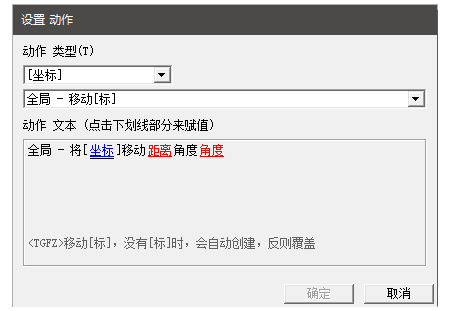 设置 动作
动作 类型(T)
[坐标]
全局 - 移动[标]
动作 文本 (点击下划线部分来赋值)
全局 - 将[坐标]移动距离角度角度
<TGFZ>移动[标], 没有[标]时, 会自动创建, 反则覆盖
确定 取消